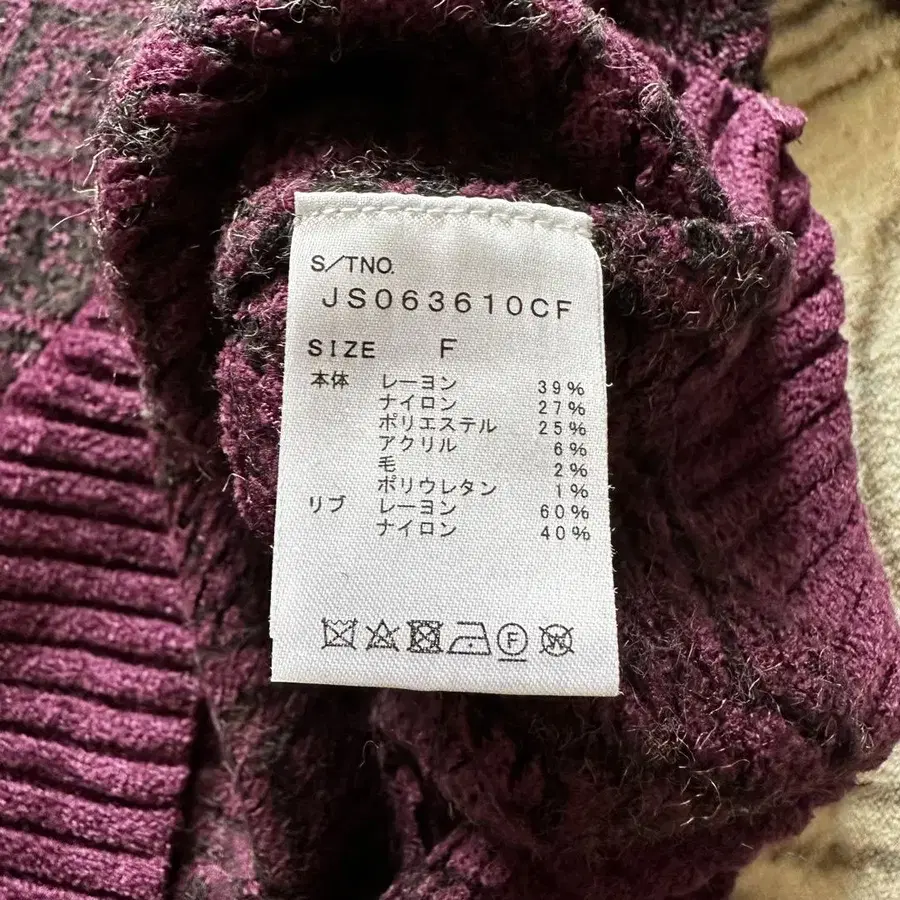 S/TNO.
JS063610CF
SIZE F
本体 レーヨン 39%
ナイロン 27%
ポリエステル 25%
アクリル 6%
毛 2%
ポリウレタン 1%
リブ レーヨン 60%
ナイロン 40%
F W